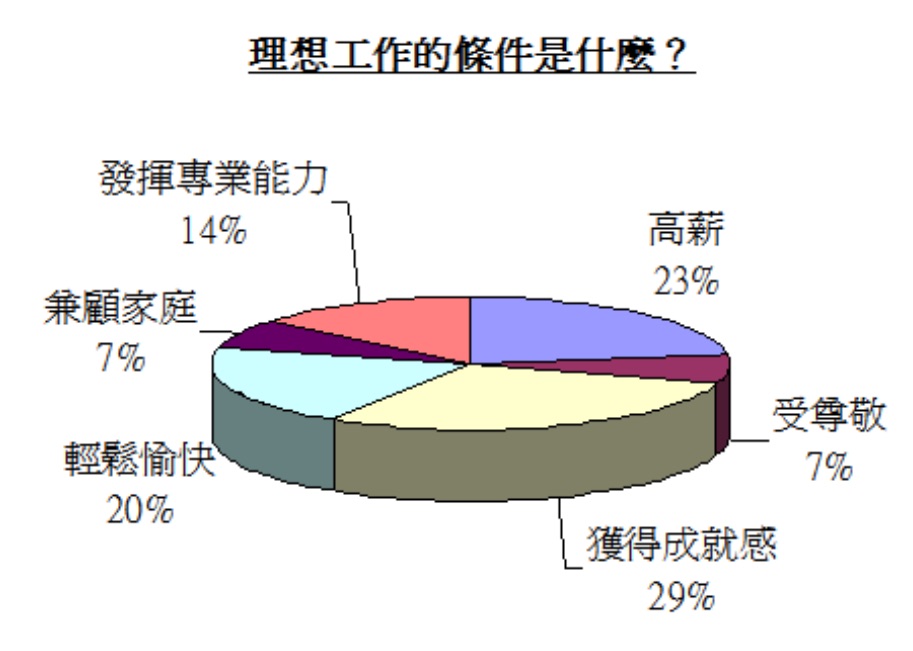 理想工作的條件是什麼？
發揮專業能力
14%
高薪
23%
兼顧家庭
7%
受尊敬
7%
輕鬆愉快
20%
獲得成就感
29%